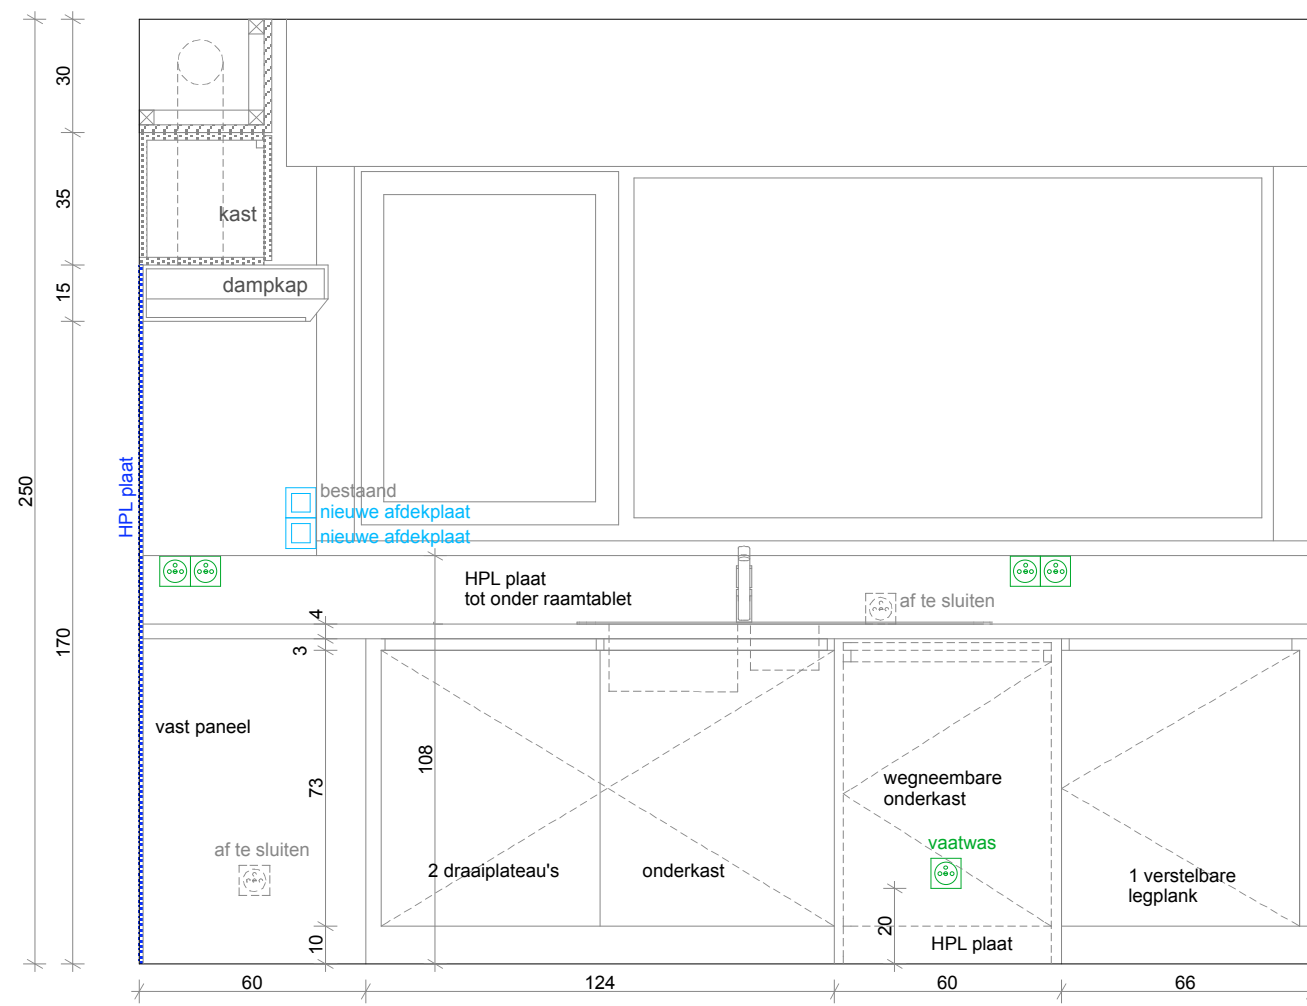 30
35
kast
15
dampkap
HPL plaat
250
bestaand
nieuwe afdekplaat
nieuwe afdekplaat
HPL plaat
tot onder raamtablet
af te sluiten
4
170
3
vast paneel
108
73
wegneembare
onderkast
vaatwas
af te sluiten
2 draaiplateau's
onderkast
1 verstelbare
legplank
20
10
HPL plaat
60
124
60
66